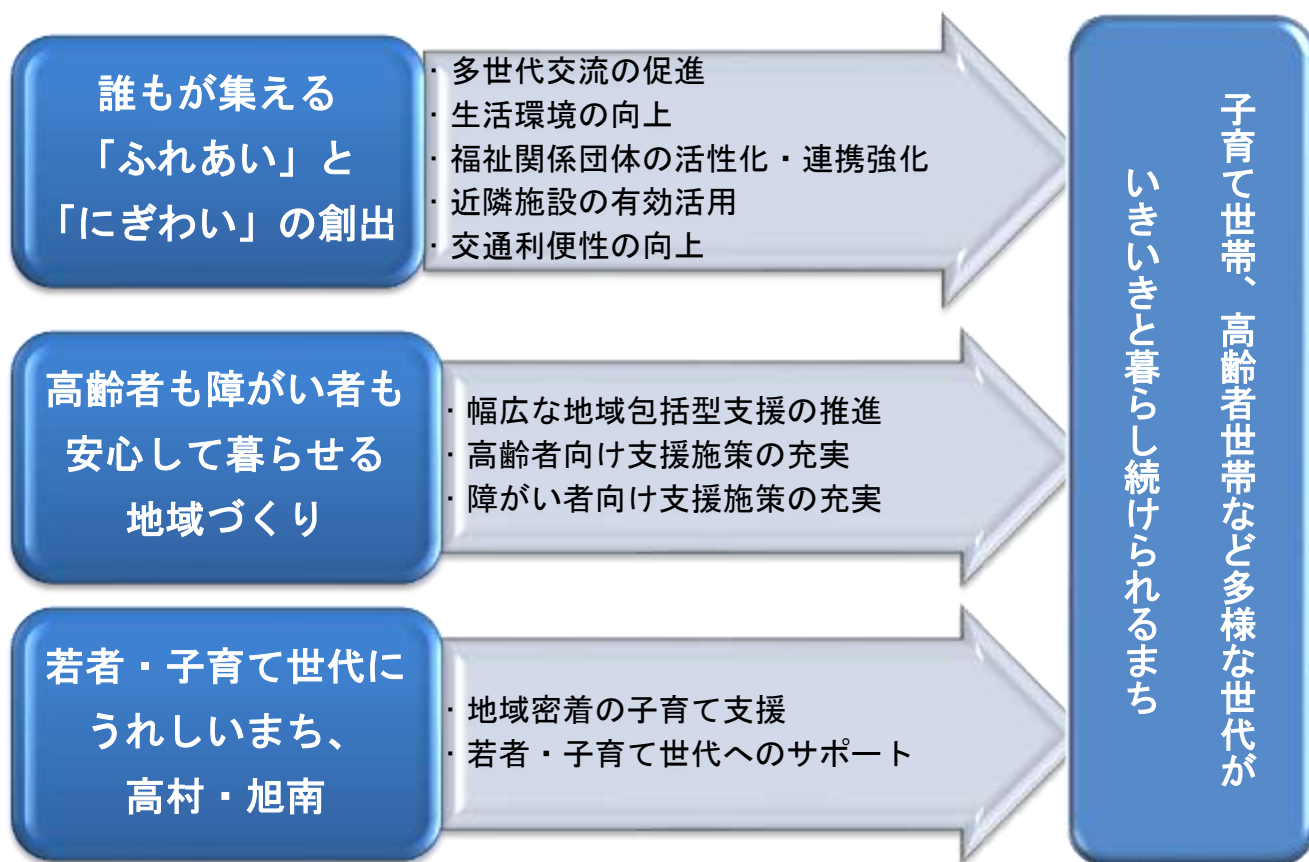 誰もが集える
「ふれあい」と
「にぎわい」の創出
・多世代交流の促進
・生活環境の向上
・福祉関係団体の活性化・連携強化
・近隣施設の有効活用
・交通利便性の向上
高齢者も障がい者も
安心して暮らせる
地域づくり
・幅広な地域包括型支援の推進
・高齢者向け支援施策の充実
・障がい者向け支援施策の充実
若者・子育て世代に
うれしいまち、
高村・旭南
・地域密着の子育て支援
・若者・子育て世代へのサポート
子育て世帯、高齢者世帯など多様な世代が
いきいきと暮らし続けられるまち